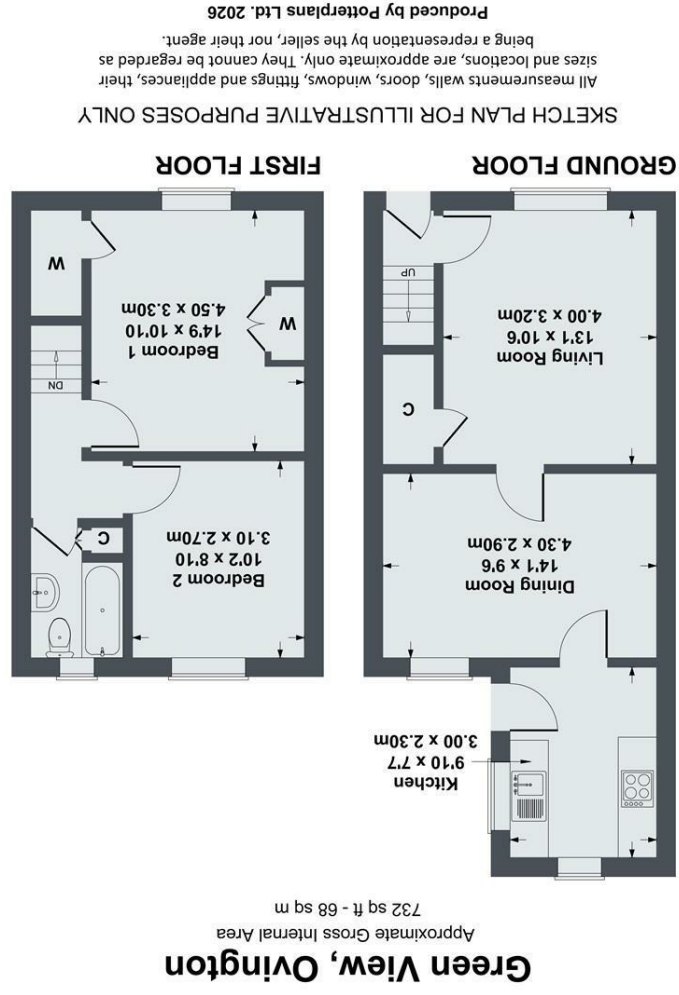 Green View, Ovington
Approximate Gross Internal Area
732 sq ft - 68 sq m
Kitchen
9'10 x 7'7
3.00 x 2.30m
Dining Room
14'1 x 9'6
4.30 x 2.90m
C
Living Room
13'1 x 10'6
4.00 x 3.20m
UP
GROUND FLOOR
Bedroom 2
10'2 x 8'10
3.10 x 2.70m
C
DN
Bedroom 1
14'9 x 10'10
4.50 x 3.30m
W
W
FIRST FLOOR
SKETCH PLAN FOR ILLUSTRATIVE PURPOSES ONLY
All measurements walls, doors, windows, fittings and appliances, their
sizes and locations, are approximate only. They cannot be regarded as
being a representation by the seller, nor their agent.
Produced by Potterplans Ltd. 2026